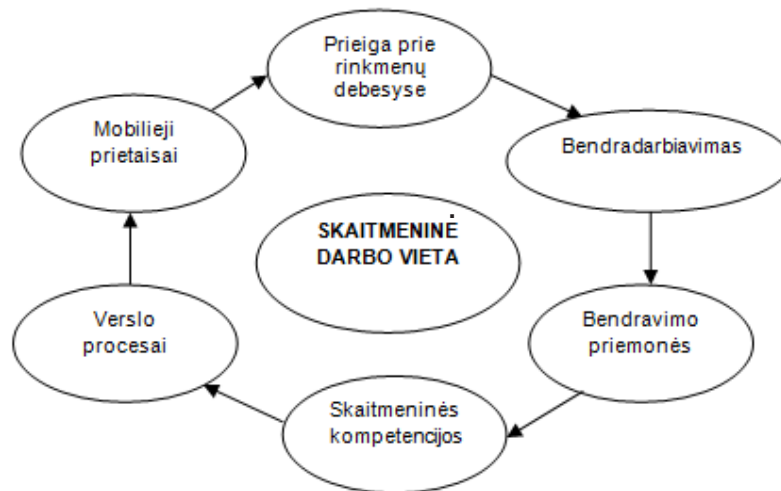 Prieiga prie
rinkmenų
debesyse
Mobilieji
prietaisai
Bendradarbiavimas
SKAITMENINĖ
DARBO VIETA
Verslo
procesai
Bendravimo
priemonės
Skaitmeninės
kompetencijos